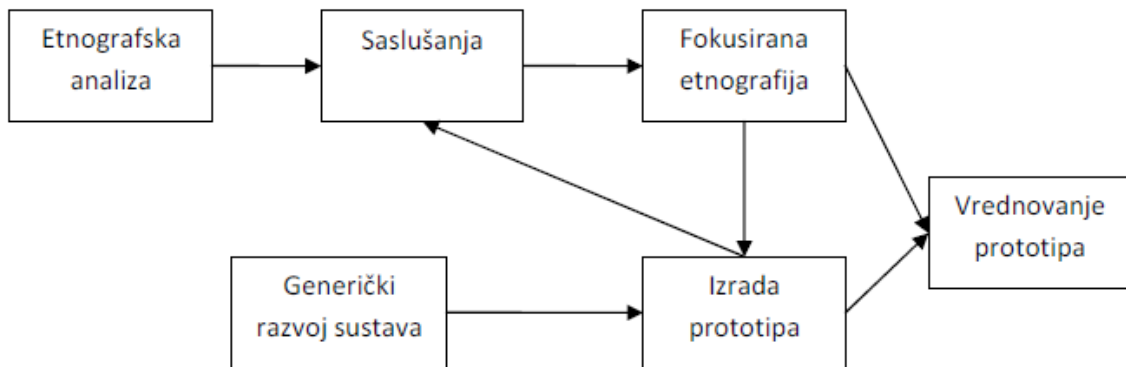 Etnografska
analiza
Saslušanja
Fokusirana
etnografija
Vrednovanje
prototipa
Generički
razvoj sustava
Izrada
prototipa